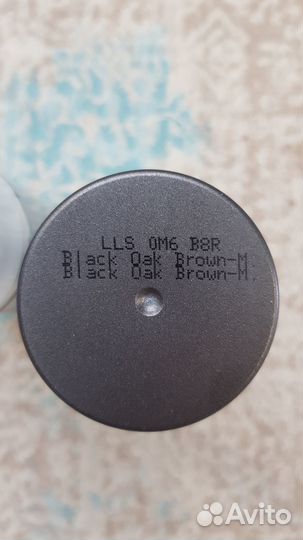 LLS 0M6 B8R
Black Oak Brown-M
Black Oak Brown-M.
Avito